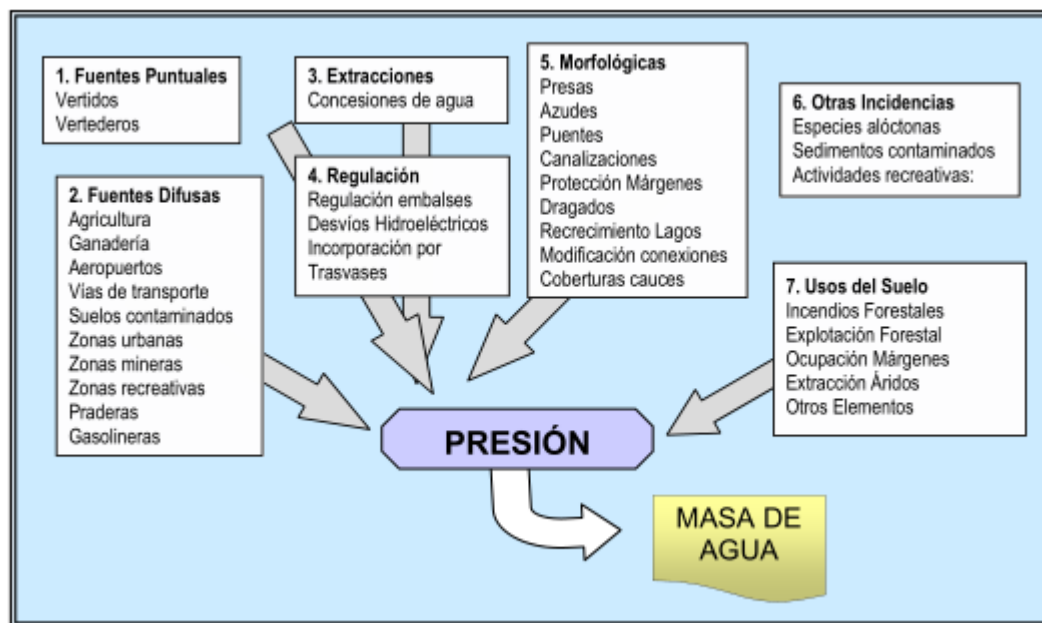 1. Fuentes Puntuales
Vertidos
Vertederos
2. Fuentes Difusas
Agricultura
Ganadería
Aeropuertos
Vías de transporte
Suelos contaminados
Zonas urbanas
Zonas mineras
Zonas recreativas
Praderas
Gasolineras
3. Extracciones
Concesiones de agua
4. Regulación
Regulación embalses
Desvíos Hidroeléctricos
Incorporación por
Trasvases
5. Morfológicas
Presas
Azudes
Puentes
Canalizaciones
Protección Márgenes
Dragados
Recrecimiento Lagos
Modificación conexiones
Coberturas cauces
6. Otras Incidencias
Especies alóctonas
Sedimentos contaminados
Actividades recreativas:
7. Usos del Suelo
Incendios Forestales
Explotación Forestal
Ocupación Márgenes
Extracción Áridos
Otros Elementos
PRESIÓN
MASA DE
AGUA